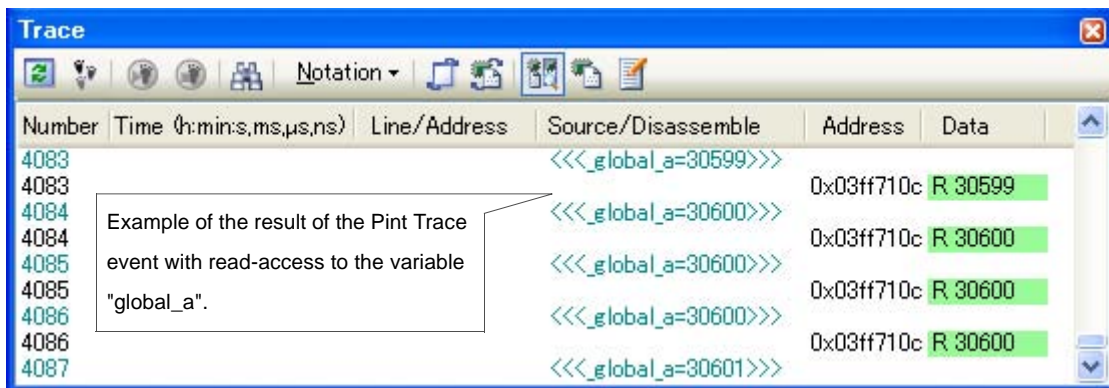 Trace
Notation
Number Time (h:min:s,ms,μs,ns) Line/Address Source/Disassemble Address Data
4083 <<<_global_a=30599>>>
4083 0x03ff710c R 30599
4084 <<<_global_a=30600>>>
4084 0x03ff710c R 30600
4085 <<<_global_a=30600>>>
4085 0x03ff710c R 30600
4086 <<<_global_a=30600>>>
4086 0x03ff710c R 30600
4087 <<<_global_a=30601>>>
Example of the result of the Pint Trace
event with read-access to the variable
"global_a".